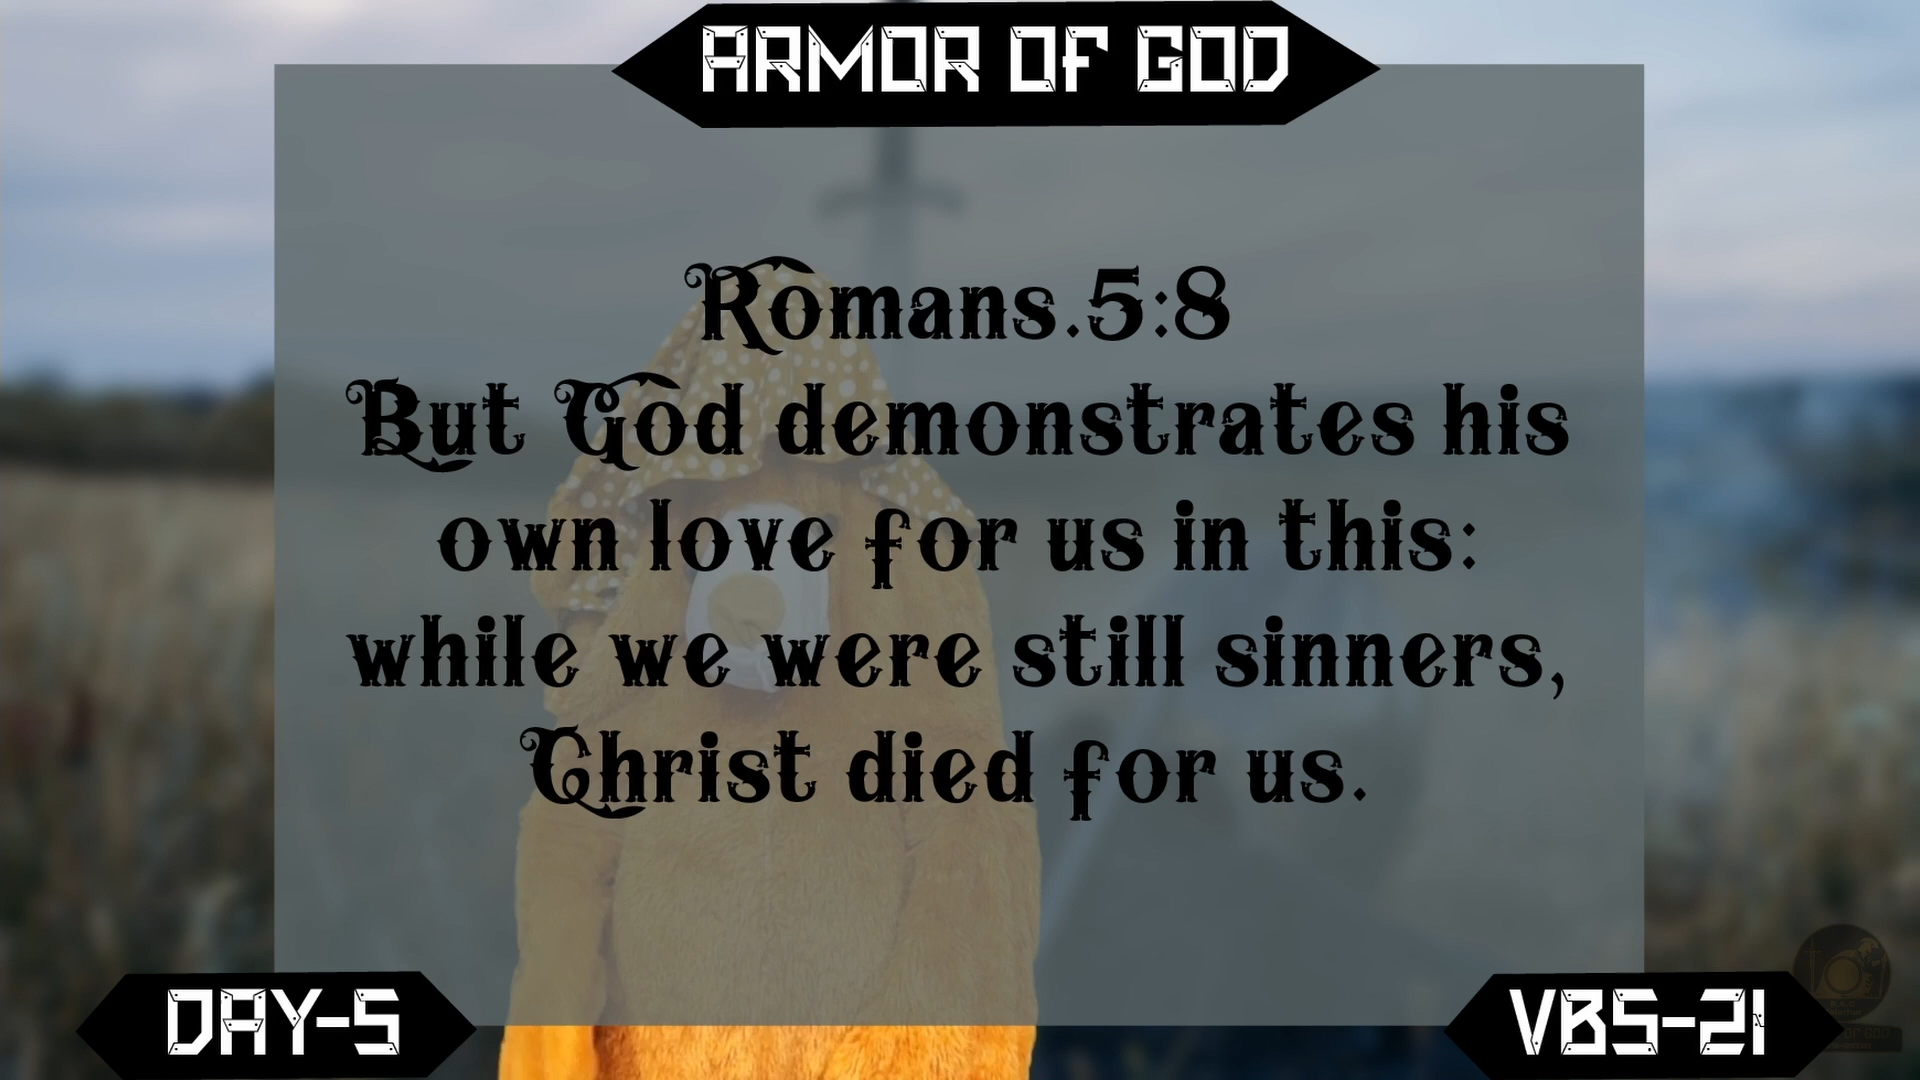 ARMOR OF GOD
Romans.5:8
But God demonstrates his
own love for us in this:
while we were still sinners,
Christ died for us.
DAY-5
VBS-21